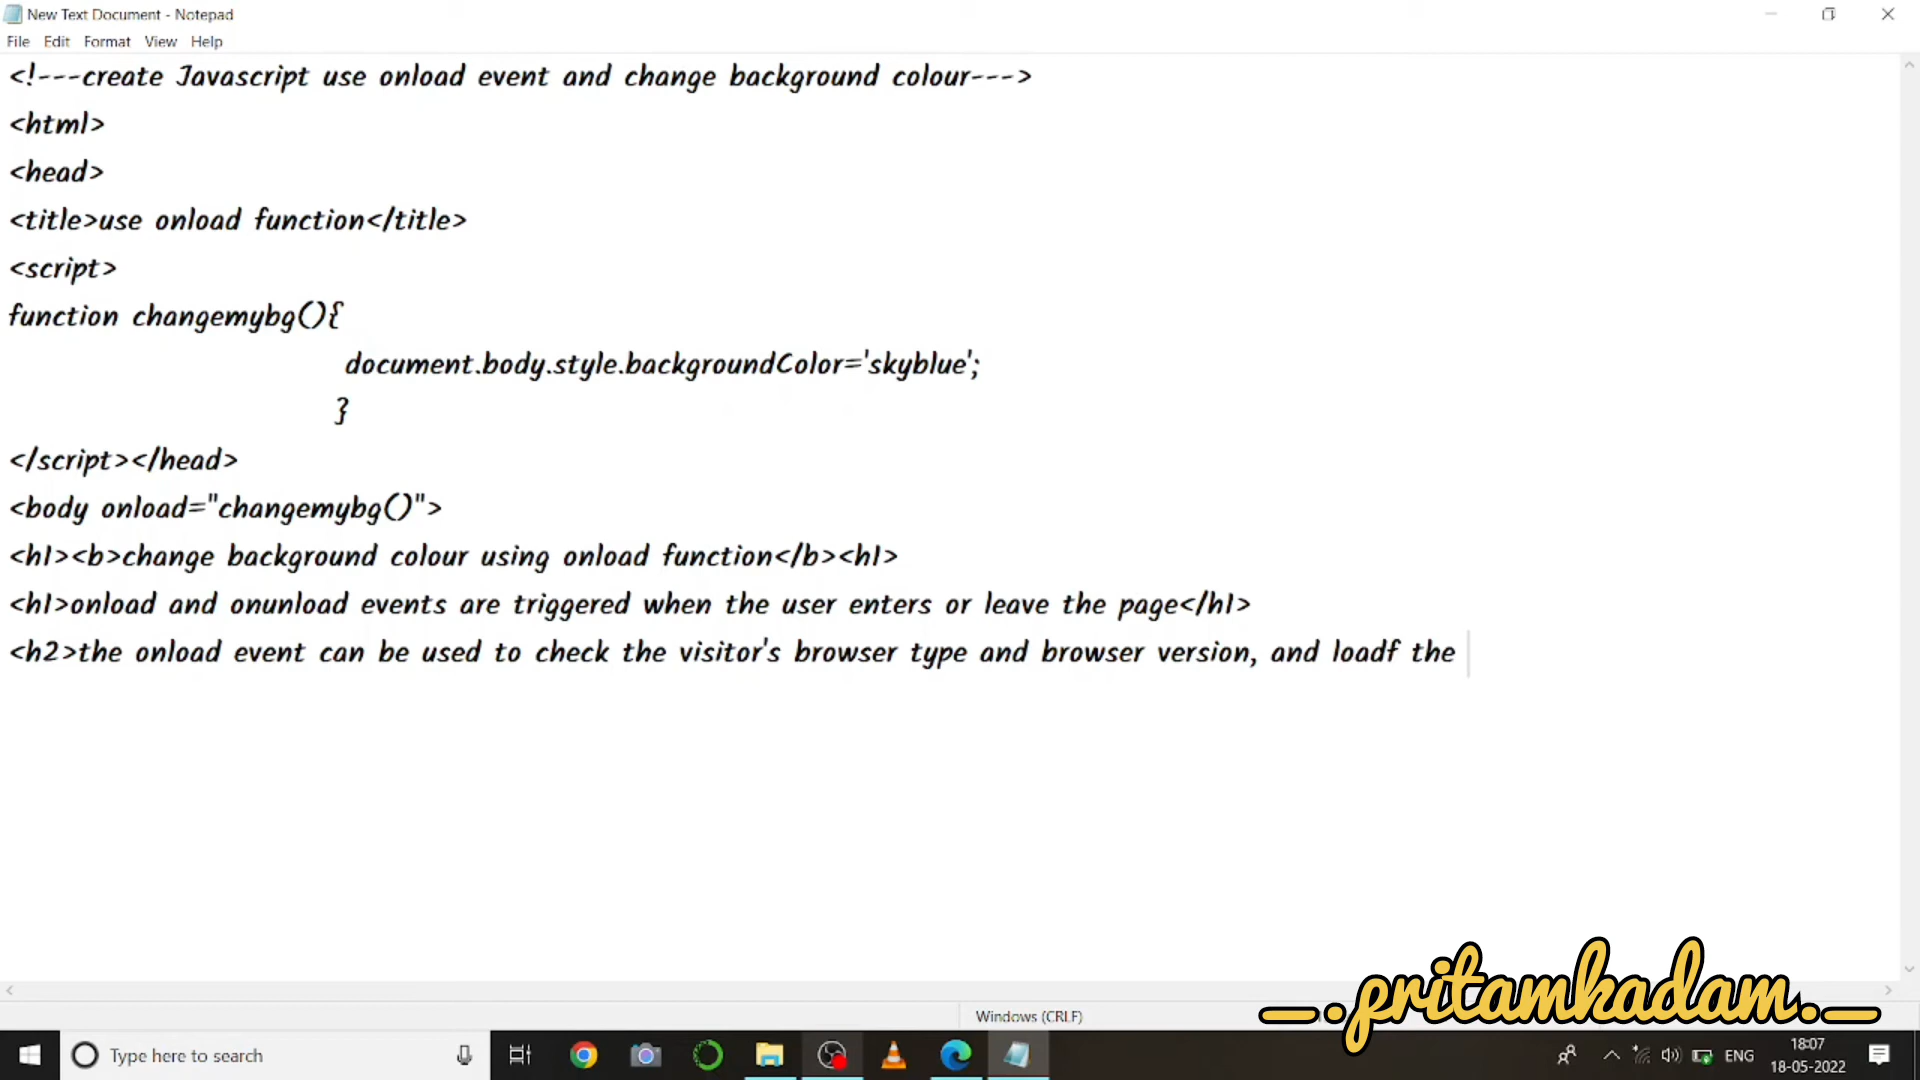 New Text Document - Notepad
File Edit Format View Help
<!---create Javascript use onload event and change background colour--->
<html>
<head>
<title>use onload function</title>
<script>
function changemybg(){
document.body.style.backgroundColor='skyblue';
}
</script></head>
<body onload="changemybg()">
<h1><b>change background colour using onload function</b><h1>
<h1>onload and onunload events are triggered when the user enters or leave the page</h1>
<h2>the onload event can be used to check the visitor's browser type and browser version, and loadf the
_.pritamkadam._
Windows (CRLF)
Type here to search
ENG
18:07
18-05-2022